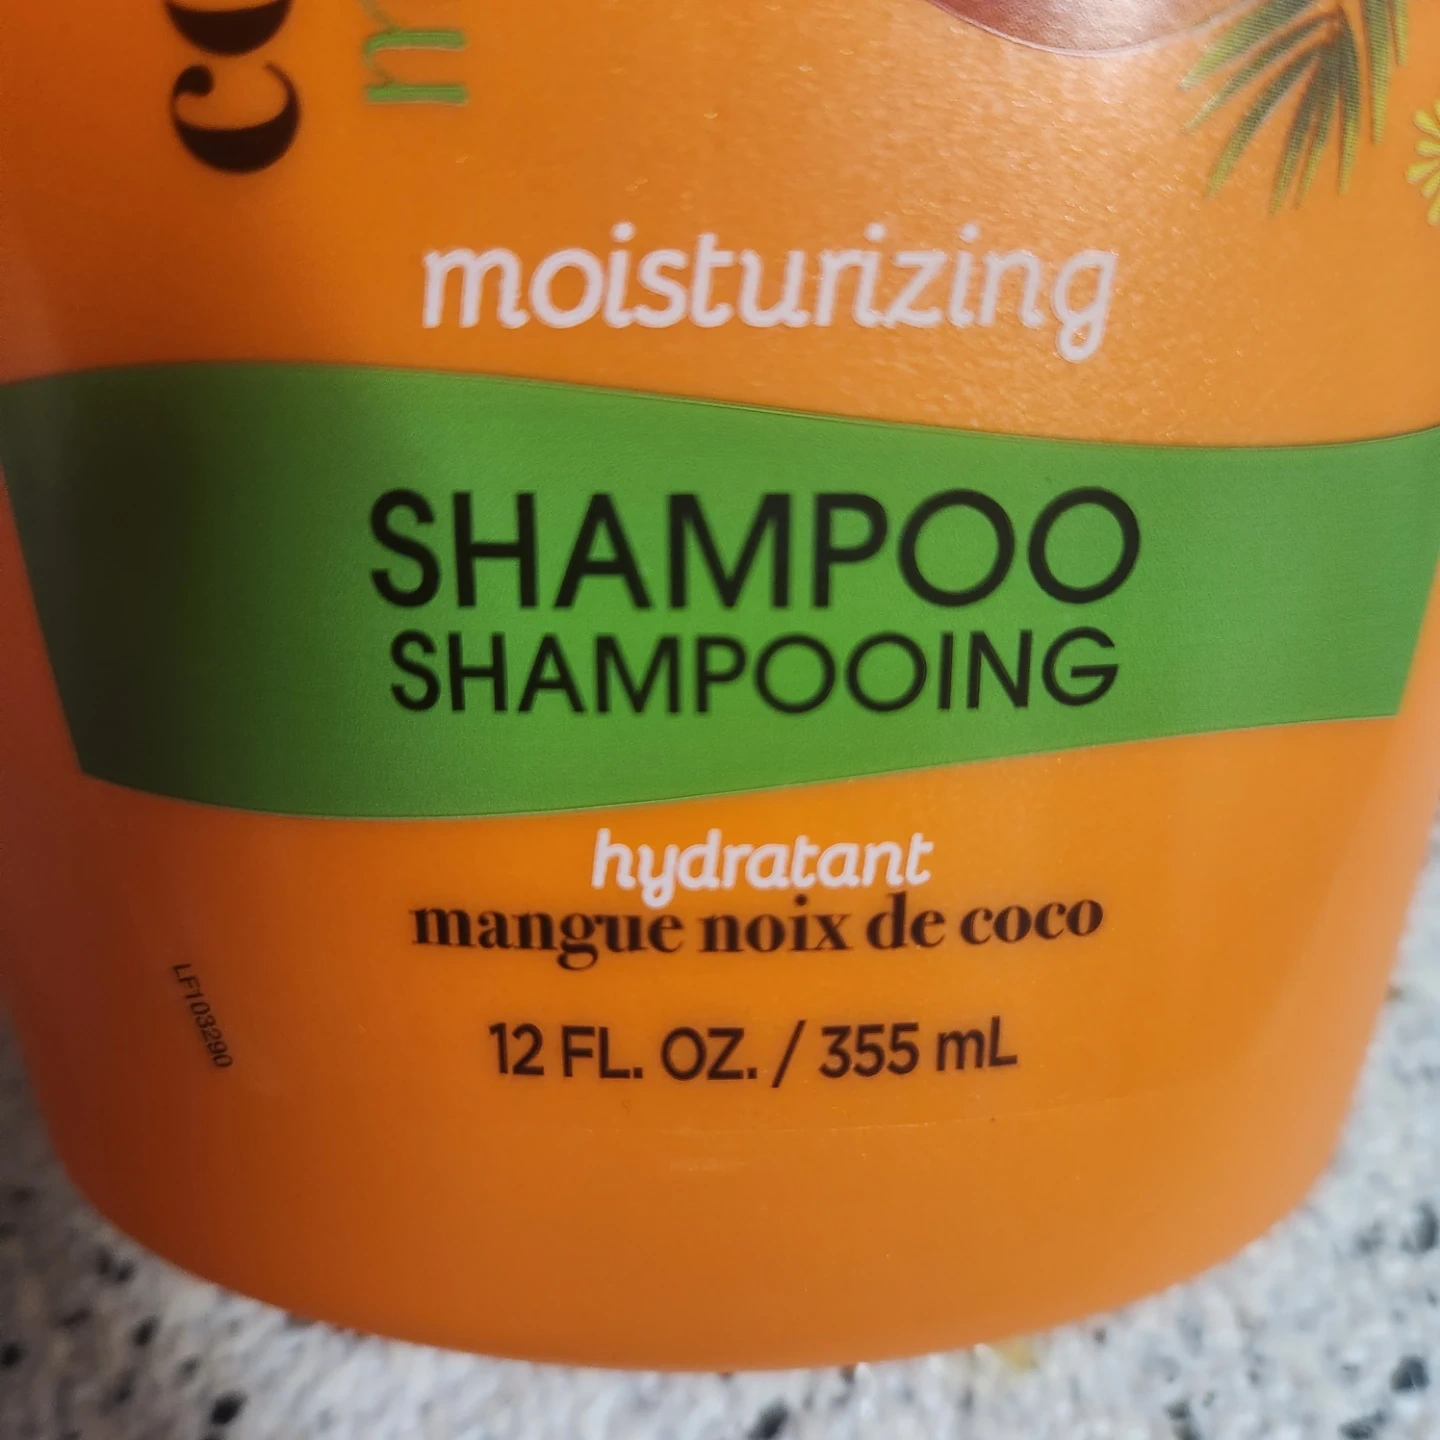 moisturizing
SHAMPOO
SHAMPOOING
hydratant
mangue noix de coco
12 FL. OZ. / 355 mL
LF103290